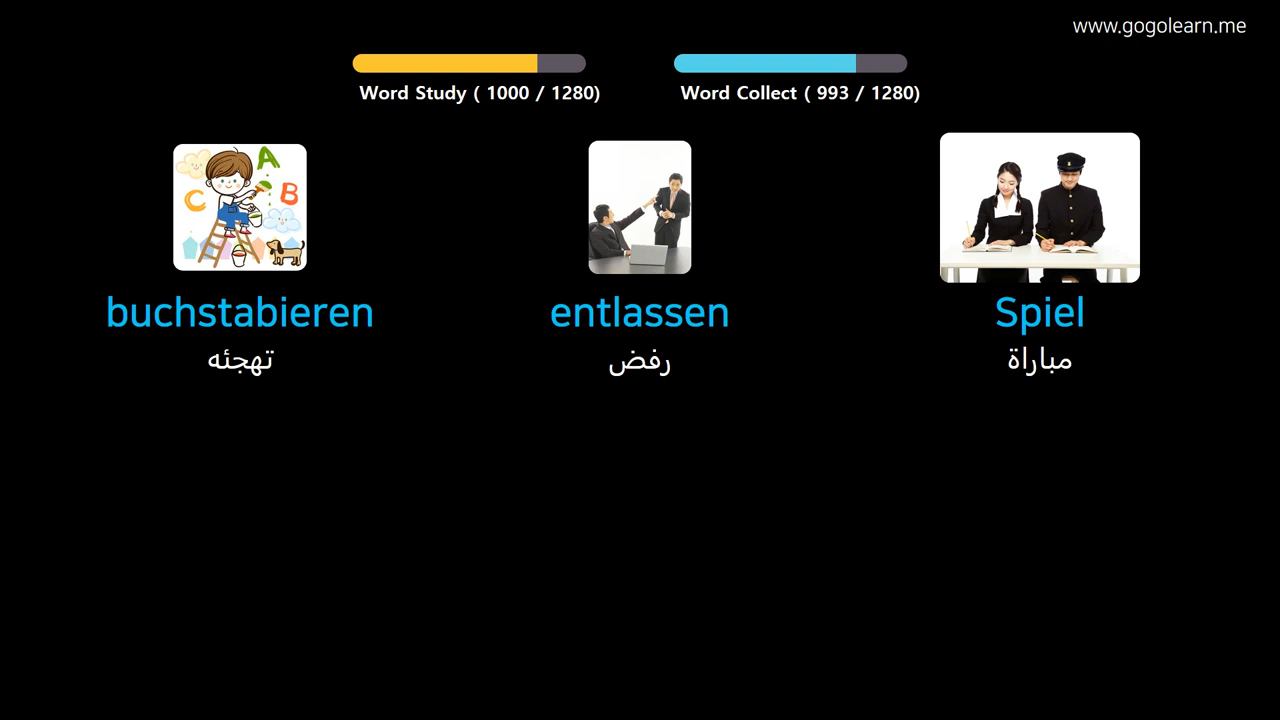 www.gogolearn.me
Word Study ( 1000 / 1280)
Word Collect ( 993 / 1280)
A
B
C
buchstabieren
entlassen
Spiel
تهجئه
رفض
مباراة